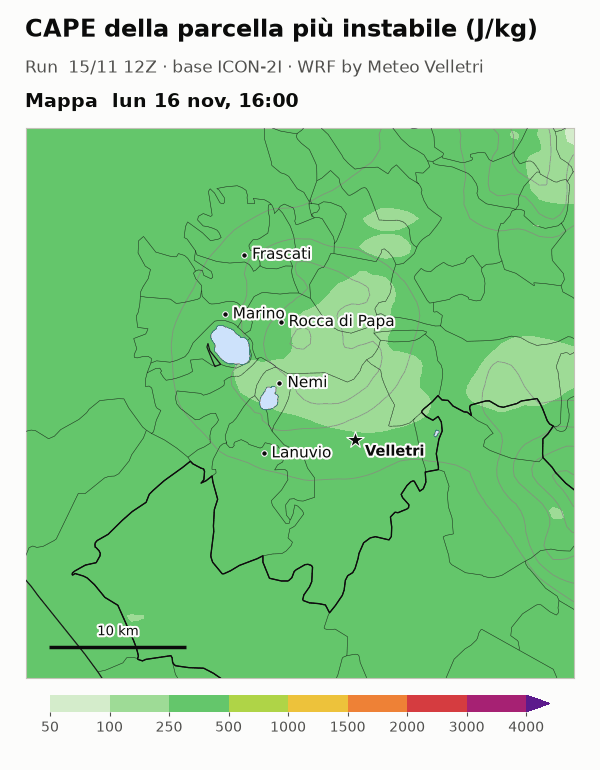 CAPE della parcella più instabile (J/kg)
Run  15/11 12Z · base ICON-2I · WRF by Meteo Velletri
Mappa  lun 16 nov, 16:00
Frascati
Marino
Rocca di Papa
Nemi
Velletri
Lanuvio
10 km
50 100 250 500 1000 1500 2000 3000 4000